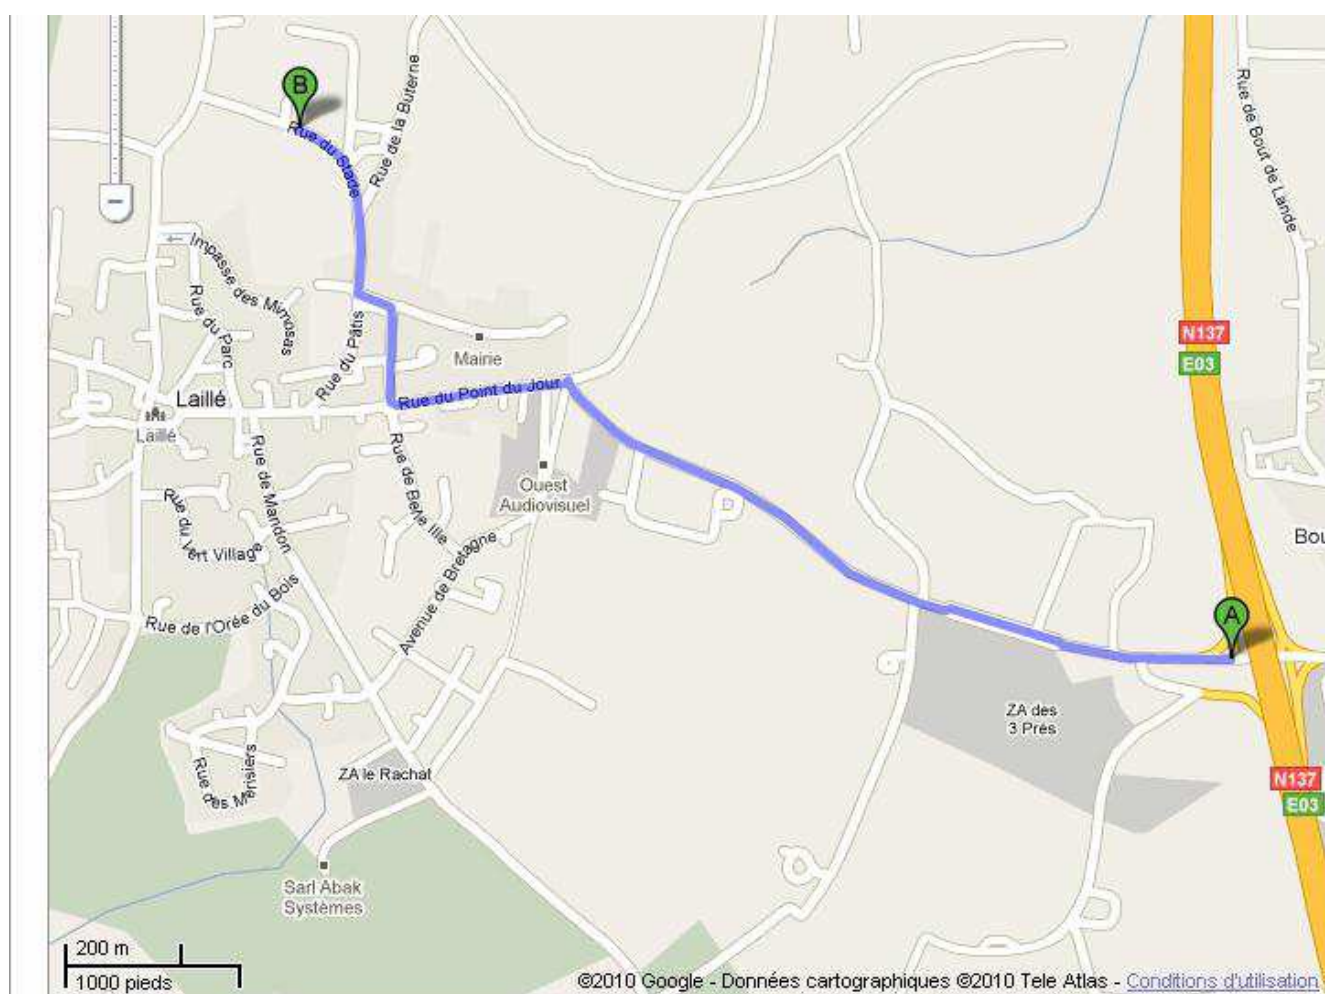 B
Rue du Stade
Rue de la Buterne
Rue de Bout de Lande
Impasse des Mimosas
Rue du Parc
Rue du Pâtis
N137
E03
Mairie
Rue du Point du Jour
Laillé
Laillé
Rue de Mandon
Rue de Belle Ille
Ouest
Audiovisuel
Rue du Vert Village
Avenue de Bretagne
Bou
Rue de l'Orée du Bois
A
ZA des
3 Prés
Rue des Merisiers
ZA le Rachat
N137
E03
Sarl Abak
Systèmes
200 m
1000 pieds
©2010 Google - Données cartographiques ©2010 Tele Atlas - Conditions d'utilisation